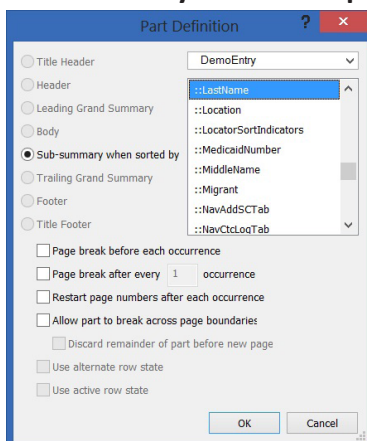 Part Definition ? ×
Title Header
DemoEntry
Header
::LastName
Leading Grand Summary
::Location
Body
::LocatorSortIndicators
Sub-summary when sorted by
::MedicaidNumber
Trailing Grand Summary
::MiddleName
Footer
::Migrant
Title Footer
::NavAddSCTab
::NavCtcLogTab
Page break before each occurrence
Page break after every 1 occurrence
Restart page numbers after each occurrence
Allow part to break across page boundaries
Discard remainder of part before new page
Use alternate row state
Use active row state
OK Cancel